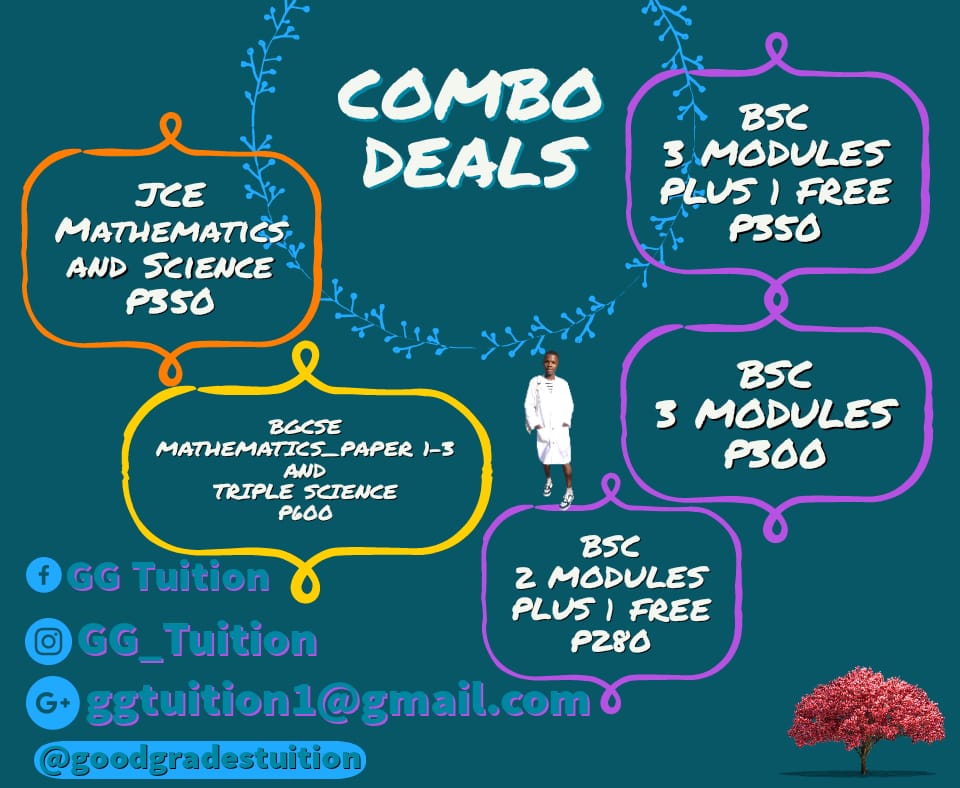 COMBO
DEALS
JCE
MATHEMATICS
AND SCIENCE
P350
BGCSE
MATHEMATICS_PAPER 1-3
AND
TRIPLE SCIENCE
P600
BSC
3 MODULES
PLUS 1 FREE
P350
BSC
3 MODULES
P300
BSC
2 MODULES
PLUS 1 FREE
P280
GG Tuition
GG_Tuition
G+ ggtuition1@gmail.com
@goodgradestuition